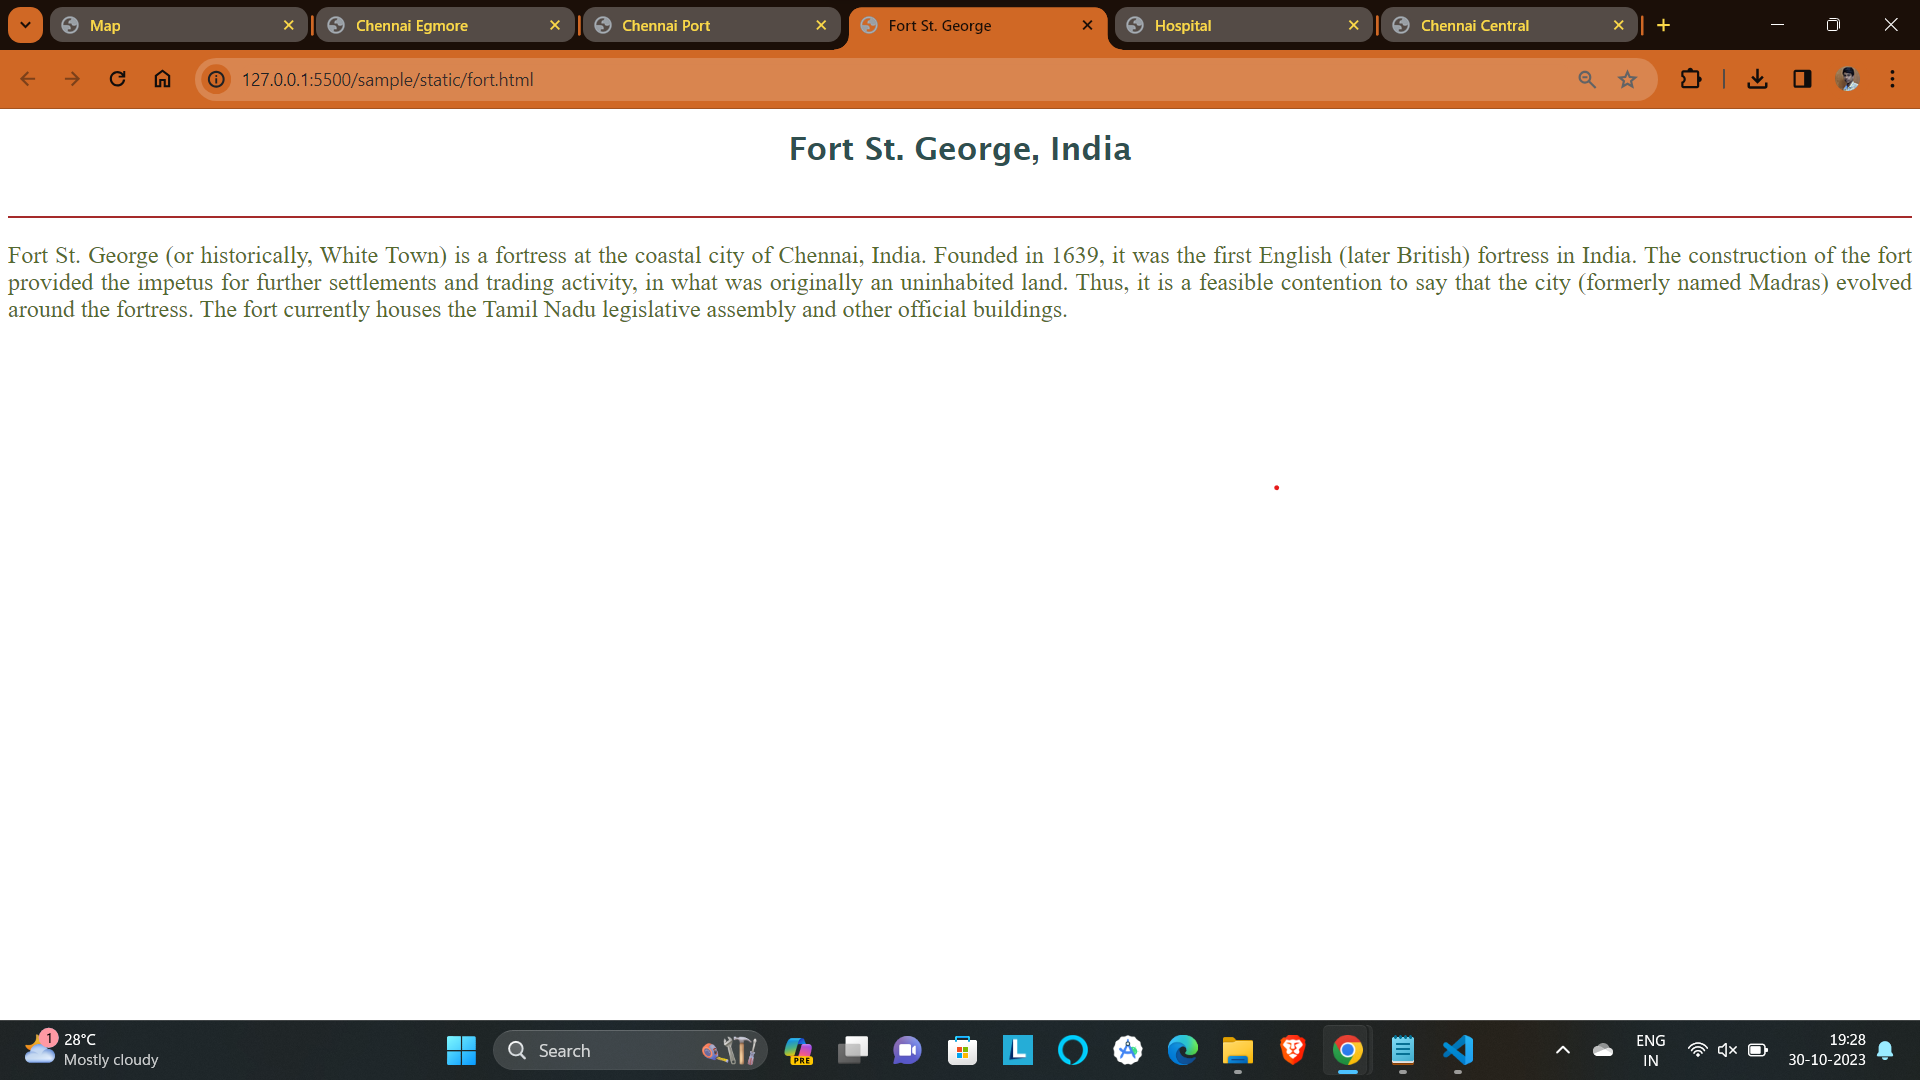 Map
Chennai Egmore
Chennai Port
Fort St. George
Hospital
Chennai Central
127.0.0.1:5500/sample/static/fort.html
Fort St. George, India
Fort St. George (or historically, White Town) is a fortress at the coastal city of Chennai, India. Founded in 1639, it was the first English (later British) fortress in India. The construction of the fort
provided the impetus for further settlements and trading activity, in what was originally an uninhabited land. Thus, it is a feasible contention to say that the city (formerly named Madras) evolved
around the fortress. The fort currently houses the Tamil Nadu legislative assembly and other official buildings.
1
28°C
Mostly cloudy
Search
PRE
L
ENG
IN
19:28
30-10-2023